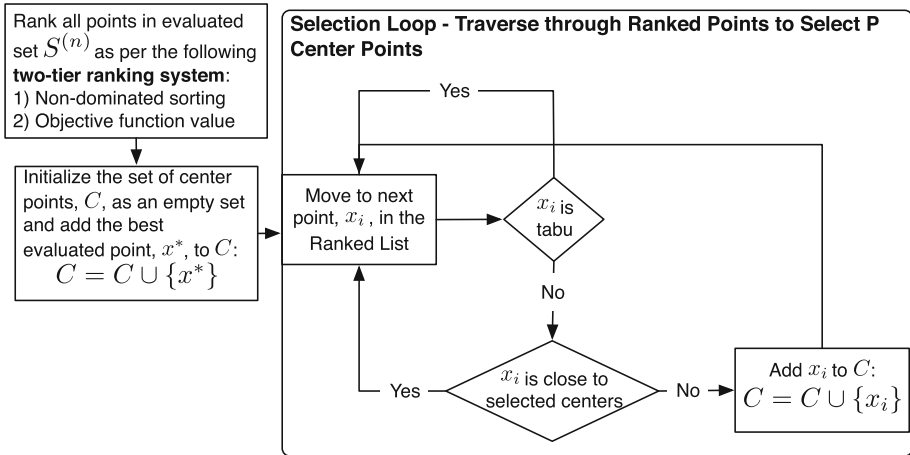 Rank all points in evaluated
set S^(n) as per the following
two-tier ranking system:
1) Non-dominated sorting
2) Objective function value
Initialize the set of center
points, C, as an empty set
and add the best
evaluated point, x*, to C:
C = C ∪ {x*}
Selection Loop - Traverse through Ranked Points to Select P
Center Points
Yes
Move to next
point, x_i, in the
Ranked List
x_i is
tabu
No
x_i is close to
selected centers
Yes
No
Add x_i to C:
C = C ∪ {x_i}